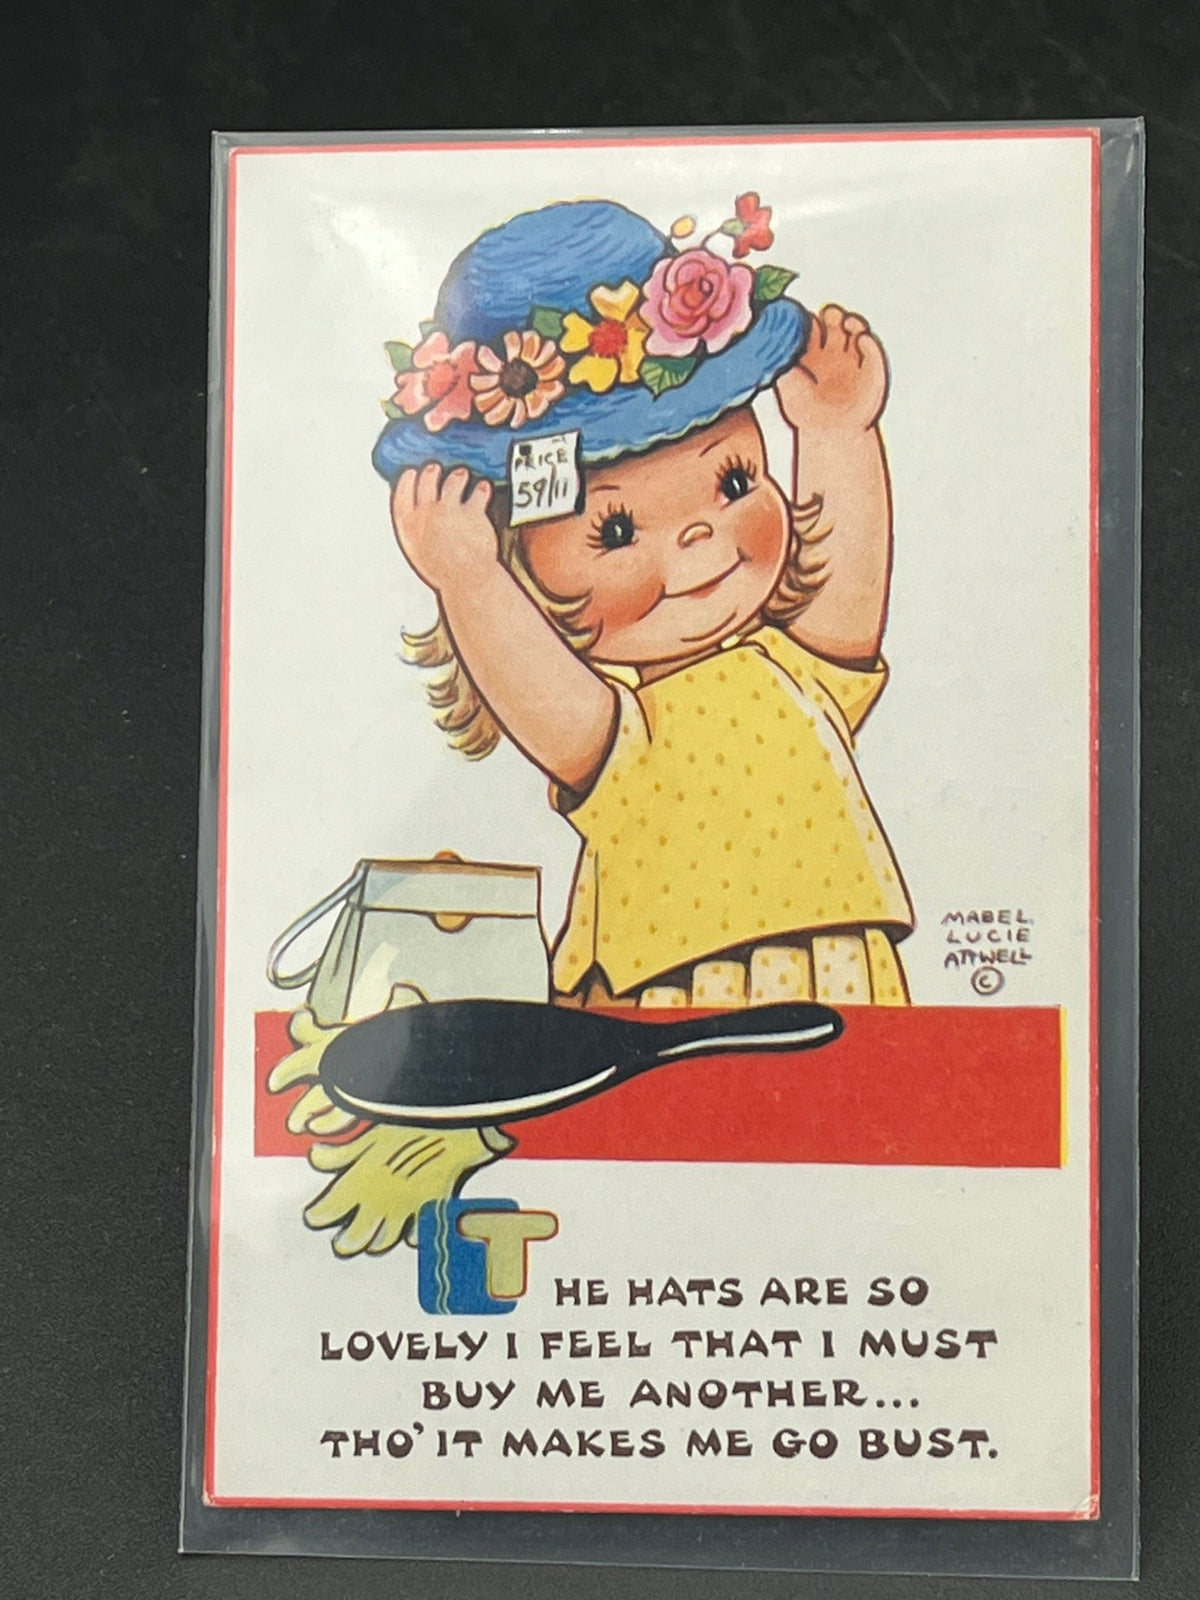 PRICE
59/11
MABEL
LUCIE
ATTWELL
©
THE HATS ARE SO
LOVELY I FEEL THAT I MUST
BUY ME ANOTHER...
THO' IT MAKES ME GO BUST.